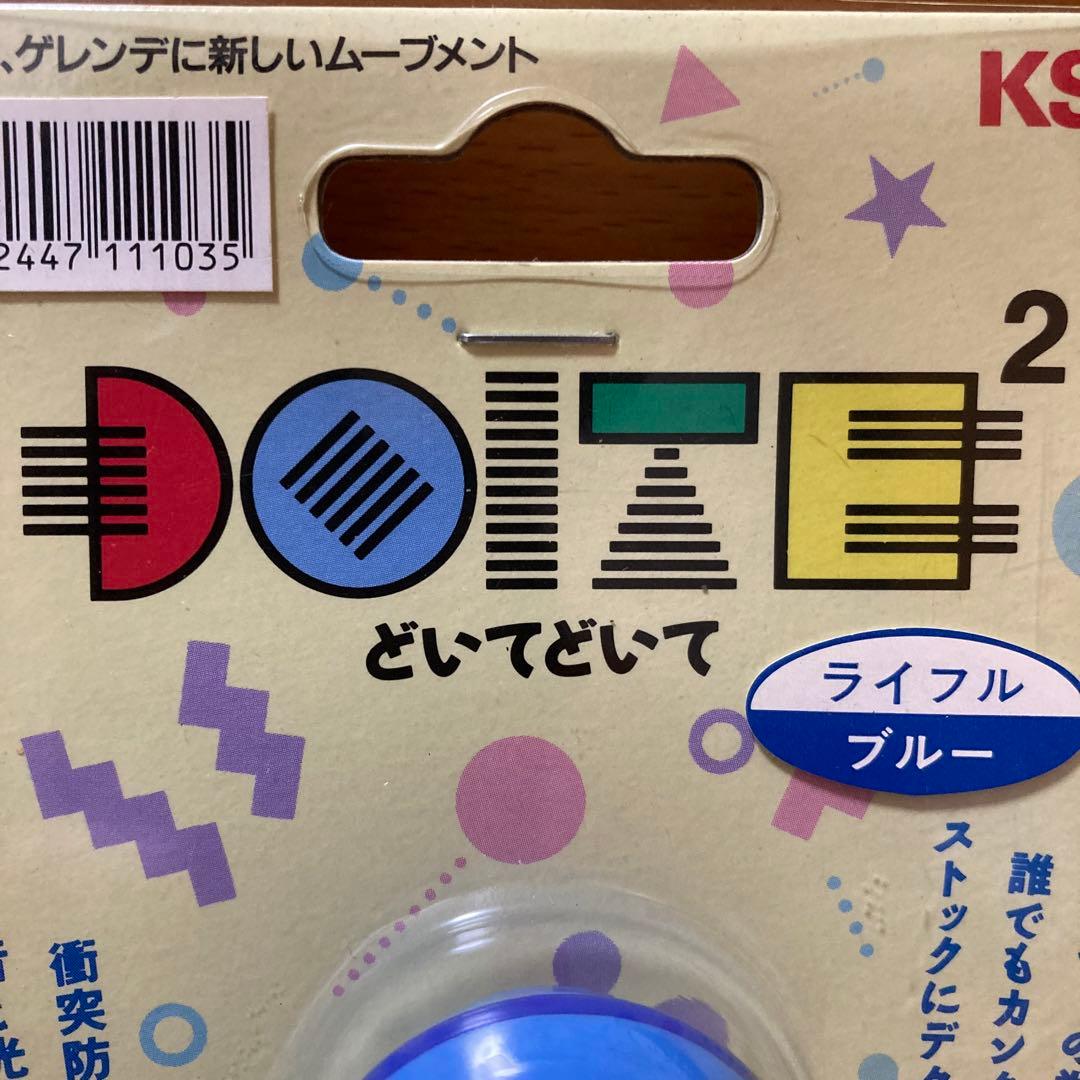 、ゲレンデに新しいムーブメント
KS
2447 111035
DOITE2
どいてどいて
ライフル
ブルー
誰でもカン
ストックにデ
衝突防